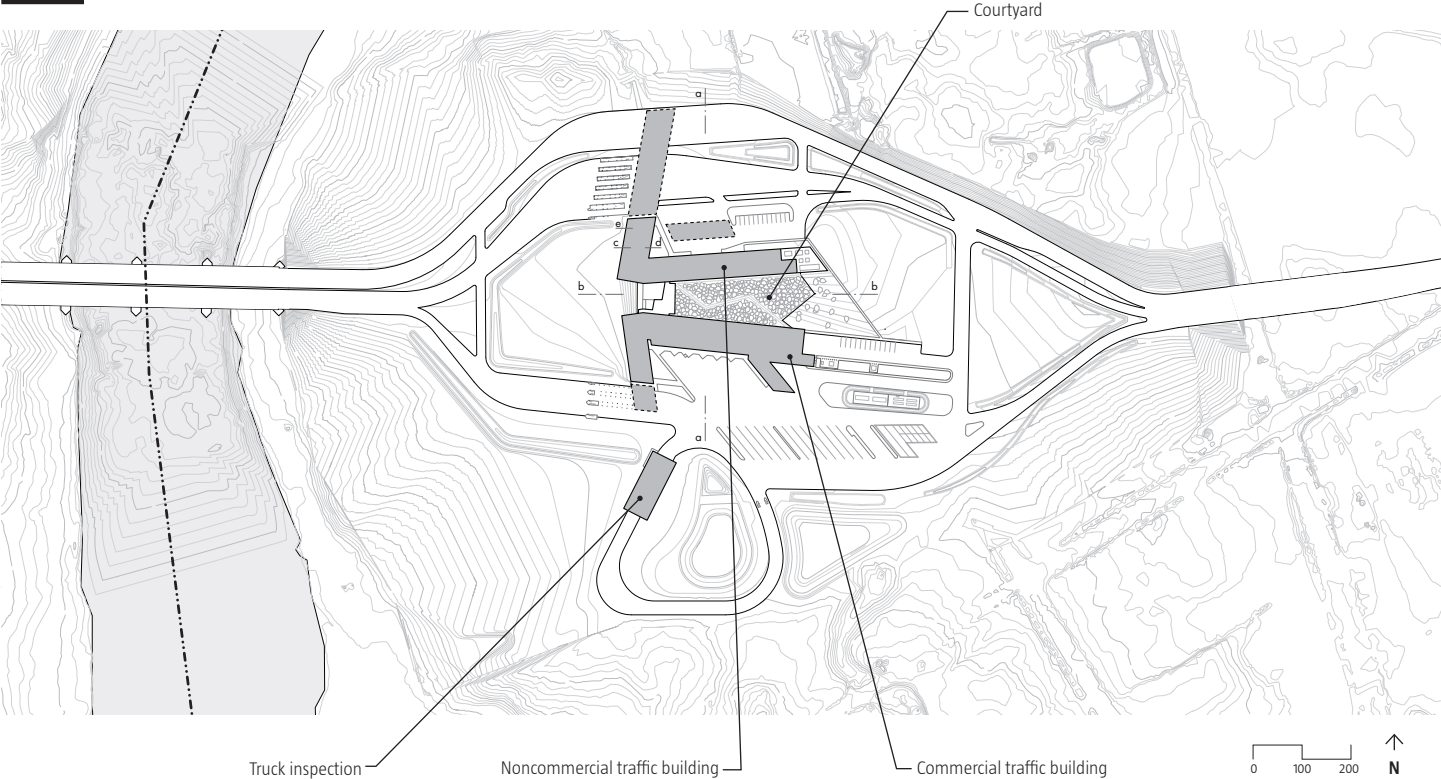 Courtyard
a
e
c d
b b
a
Truck inspection
Noncommercial traffic building
Commercial traffic building
0 100 200
N